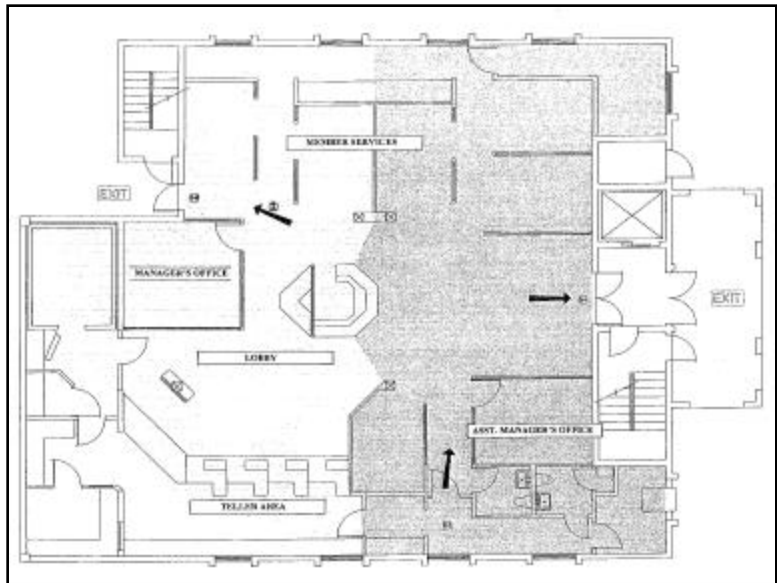 MEMBER SERVICES
EXIT
MANAGER'S OFFICE
EXIT
LOBBY
ASST. MANAGER'S OFFICE
TELLER AREA